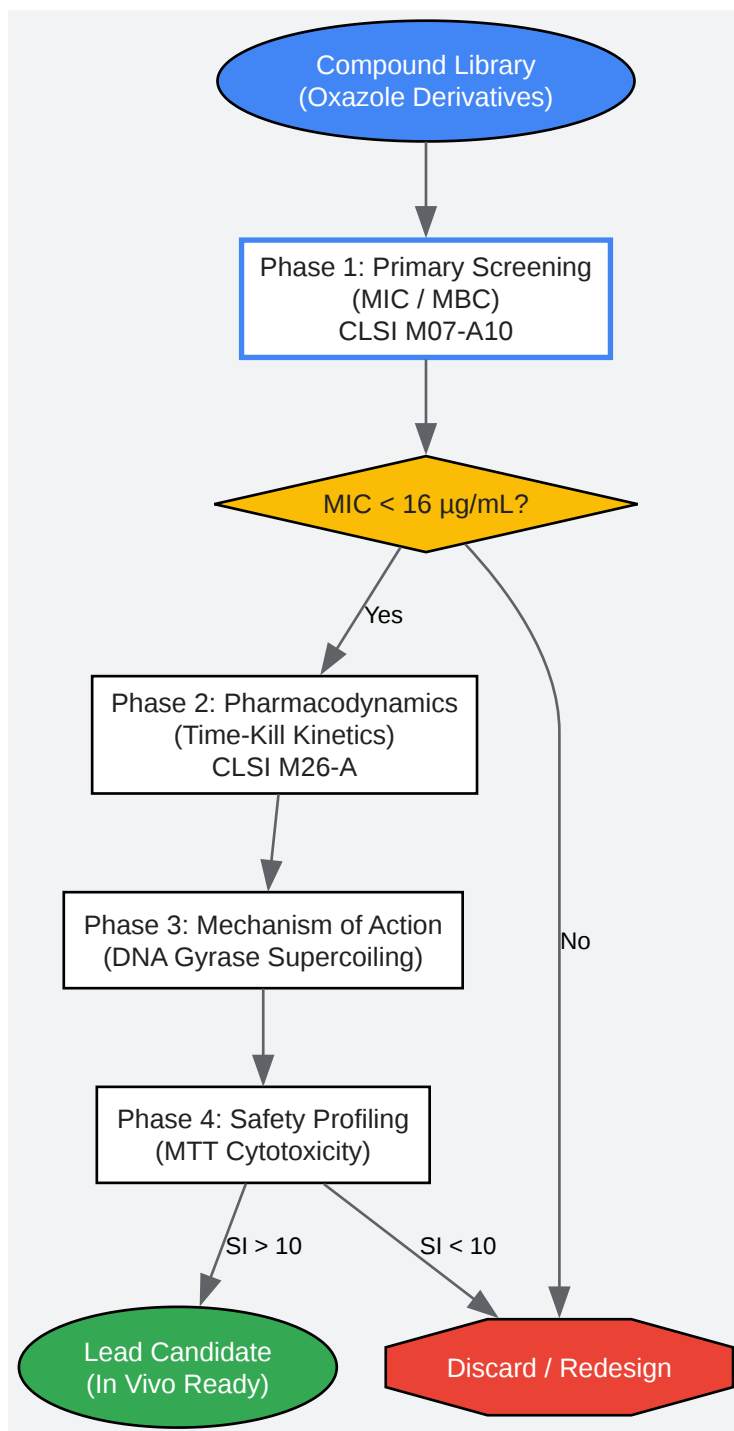 Compound Library
(Oxazole Derivatives)
Phase 1: Primary Screening
(MIC / MBC)
CLSI M07-A10
MIC < 16 µg/mL?
Yes
Phase 2: Pharmacodynamics
(Time-Kill Kinetics)
CLSI M26-A
Phase 3: Mechanism of Action
(DNA Gyrase Supercoiling)
No
Phase 4: Safety Profiling
(MTT Cytotoxicity)
SI > 10
SI < 10
Lead Candidate
(In Vivo Ready)
Discard / Redesign